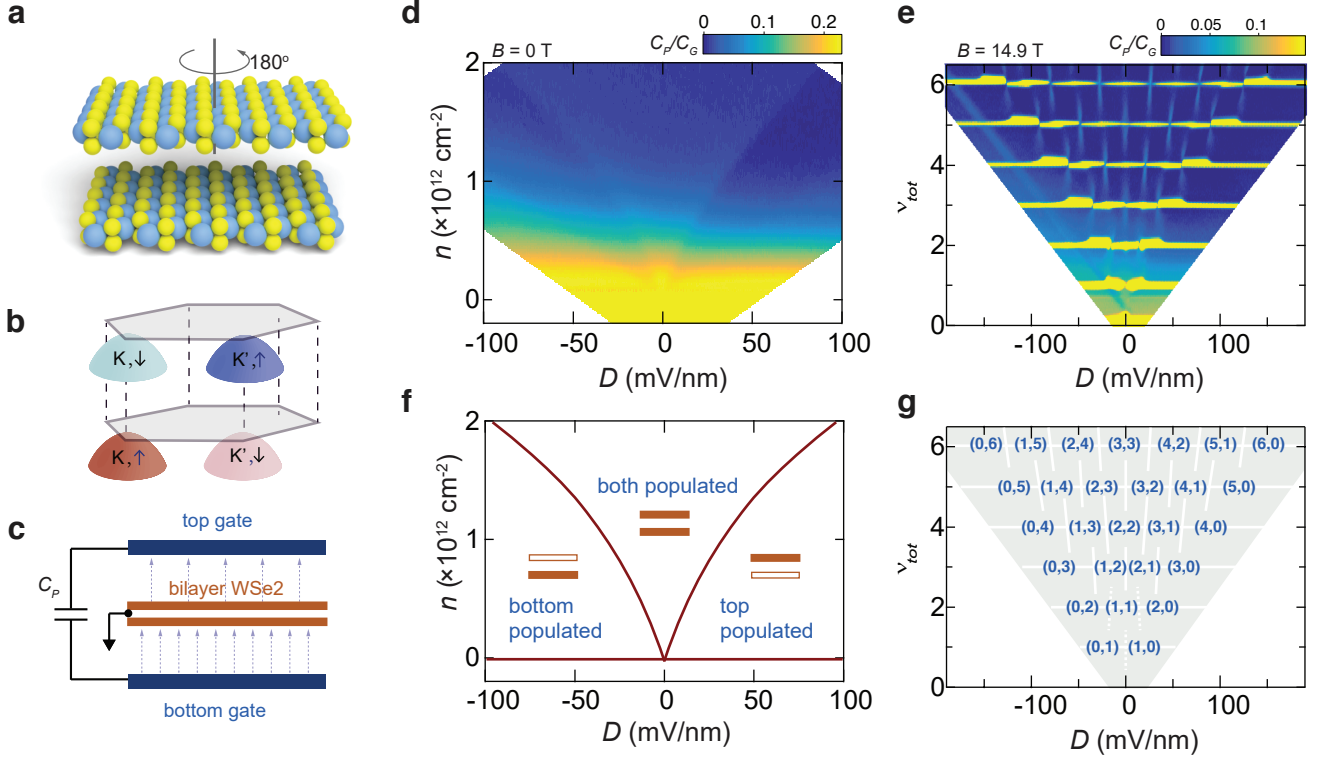 a
180°
b
K,↓
K',↑
K,↑
K',↓
c
top gate
C_P
bilayer WSe2
bottom gate
d
0 0.1 0.2
B = 0 T
C_P/C_G
2
1
0
n (×10^12 cm^-2)
-100 -50 0 50 100
D (mV/nm)
e
0 0.05 0.1
B = 14.9 T
C_P/C_G
6
4
2
0
ν_tot
-100 0 100
D (mV/nm)
f
2
1
0
n (×10^12 cm^-2)
both populated
bottom
populated
top
populated
-100 -50 0 50 100
D (mV/nm)
g
6
4
2
0
ν_tot
(0,6) (1,5) (2,4) (3,3) (4,2) (5,1) (6,0)
(0,5) (1,4) (2,3) (3,2) (4,1) (5,0)
(0,4) (1,3) (2,2) (3,1) (4,0)
(0,3) (1,2) (2,1) (3,0)
(0,2) (1,1) (2,0)
(0,1) (1,0)
-100 0 100
D (mV/nm)